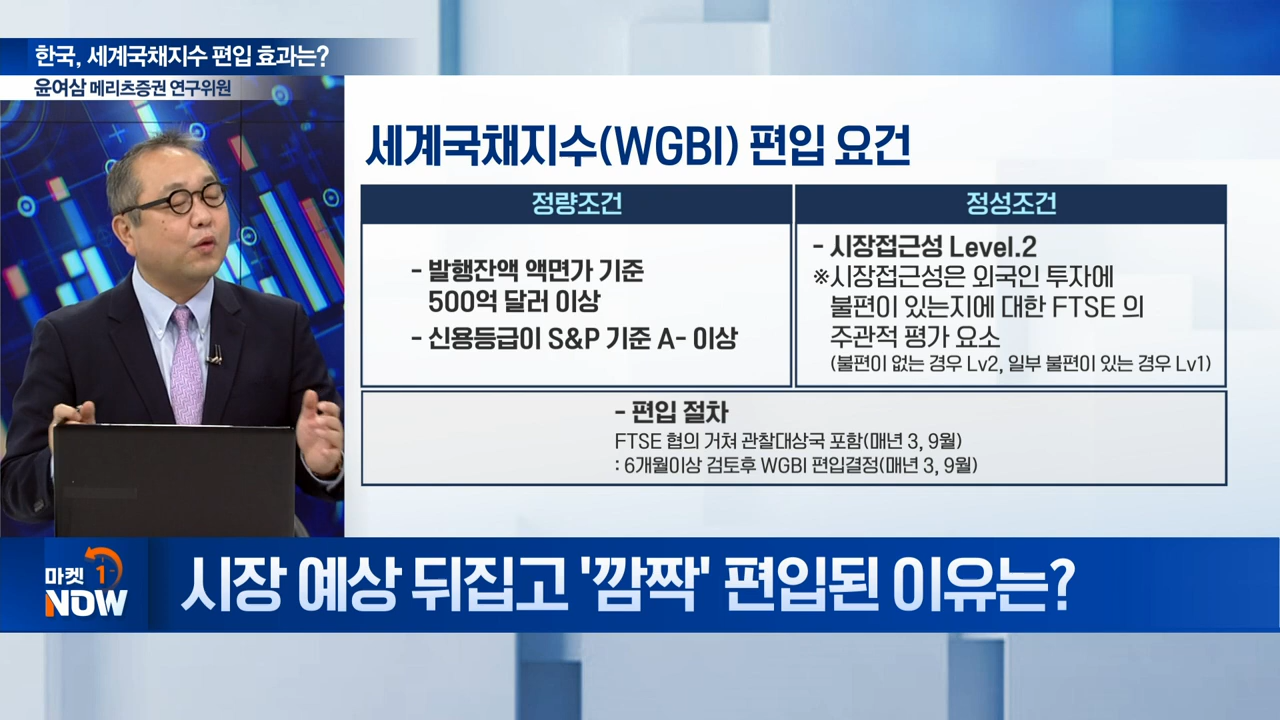 한국, 세계국채지수 편입 효과는?
윤여삼 메리츠증권 연구위원
세계국채지수(WGBI) 편입 요건
정량조건
- 발행잔액 액면가 기준
500억 달러 이상
- 신용등급이 S&P 기준 A- 이상
정성조건
- 시장접근성 Level.2
※시장접근성은 외국인 투자에
불편이 있는지에 대한 FTSE 의
주관적 평가 요소
(불편이 없는 경우 Lv2, 일부 불편이 있는 경우 Lv1)
- 편입 절차
FTSE 협의 거쳐 관찰대상국 포함(매년 3, 9월)
: 6개월이상 검토후 WGBI 편입결정(매년 3, 9월)
마켓 1
NOW
시장 예상 뒤집고 '깜짝' 편입된 이유는?